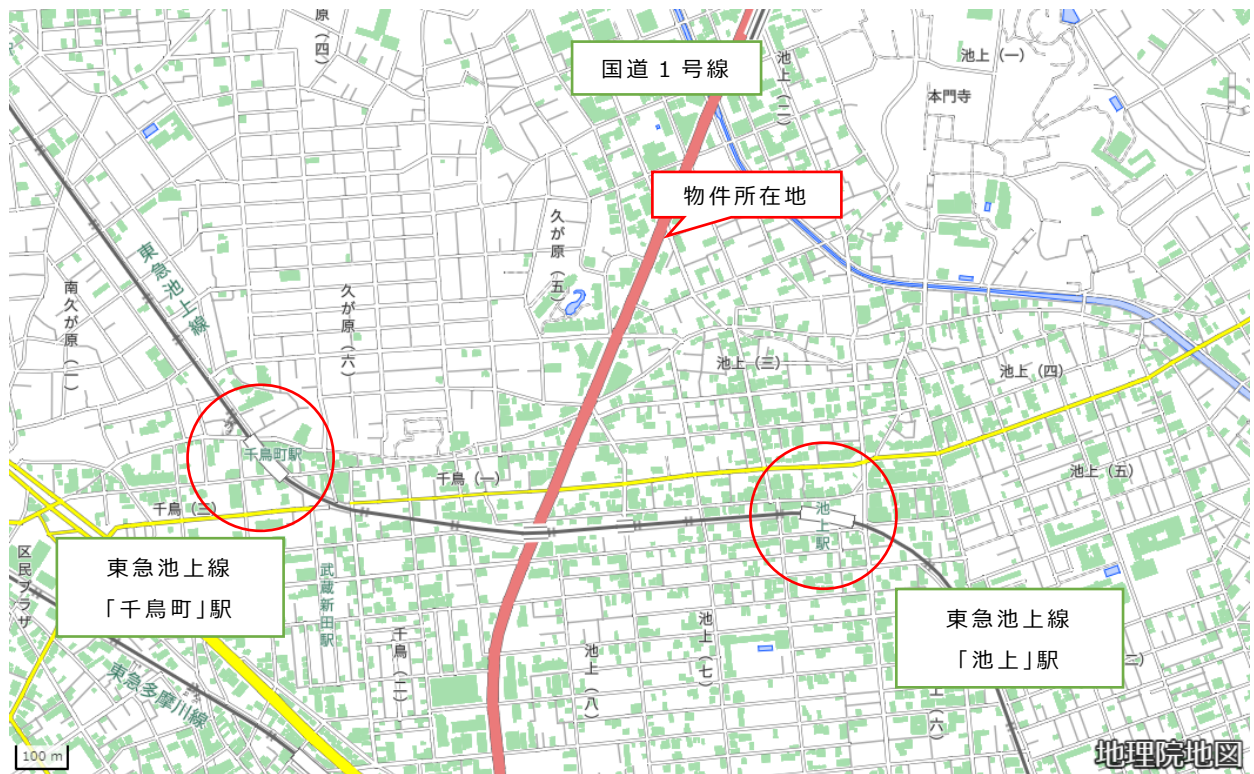 原（四）
国道1号線
池上（二）
池上（一）
本門寺
物件所在地
久が原（五）
東急池上線
南久が原（一）
久が原（六）
池上（三）
池上（四）
千鳥町駅
千鳥（一）
池上（五）
千鳥（三）
池上駅
区民プラザ
東急池上線
「千鳥町」駅
武蔵新田駅
東急池上線
「池上」駅
千鳥（二）
池上（八）
池上（七）
東急多摩川線
上（六）
二）
100 m
地理院地図